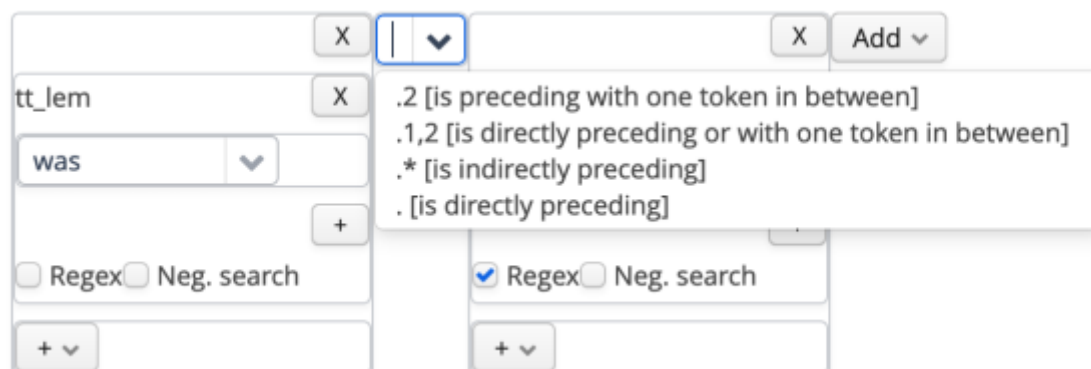 X X Add
tt_lem X
.2 [is preceding with one token in between]
.1,2 [is directly preceding or with one token in between]
was
.* [is indirectly preceding]
. [is directly preceding]
+
Regex Neg. search Regex Neg. search
+ +